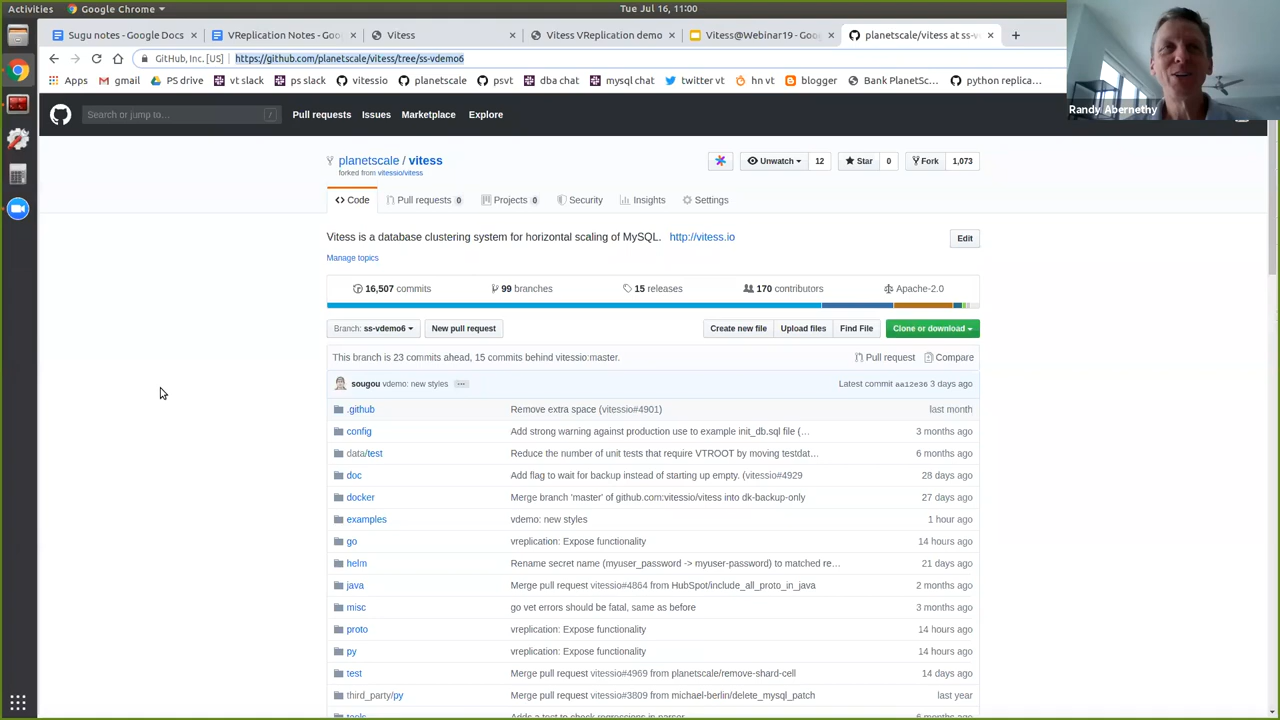 Activities Google Chrome Tue Jul 16, 11:00
Sugu notes - Google Docs VReplication Notes - Goo Vitess Vitess VReplication demo Vitess@Webinar19 - Goog planetscale/vitess at ss-v
GitHub, Inc. [US] https://github.com/planetscale/vitess/tree/ss-vdemo6
Apps gmail PS drive vt slack ps slack vitessio planetscale psvt dba chat mysql chat twitter vt hn vt blogger Bank PlanetSc... python replica...
Randy Abernethy
Search or jump to... / Pull requests Issues Marketplace Explore
planetscale / vitess Unwatch 12 Star 0 Fork 1,073
forked from vitessio/vitess
Code Pull requests 0 Projects 0 Security Insights Settings
Vitess is a database clustering system for horizontal scaling of MySQL. http://vitess.io Edit
Manage topics
16,507 commits 99 branches 15 releases 170 contributors Apache-2.0
Branch: ss-vdemo6 New pull request Create new file Upload files Find File Clone or download
This branch is 23 commits ahead, 15 commits behind vitessio:master. Pull request Compare
sougou vdemo: new styles ... Latest commit aa12e36 3 days ago
.github Remove extra space (vitessio#4901) last month
config Add strong warning against production use to example init_db.sql file (… 3 months ago
data/test Reduce the number of unit tests that require VTROOT by moving testdat… 6 months ago
doc Add flag to wait for backup instead of starting up empty. (vitessio#4929 28 days ago
docker Merge branch 'master' of github.com:vitessio/vitess into dk-backup-only 27 days ago
examples vdemo: new styles 1 hour ago
go vreplication: Expose functionality 14 hours ago
helm Rename secret name (myuser_password -> myuser-password) to matched re… 21 days ago
java Merge pull request vitessio#4864 from HubSpot/include_all_proto_in_java 2 months ago
misc go vet errors should be fatal, same as before 3 months ago
proto vreplication: Expose functionality 14 hours ago
py vreplication: Expose functionality 14 hours ago
test Merge pull request vitessio#4969 from planetscale/remove-shard-cell 14 days ago
third_party/py Merge pull request vitessio#3809 from michael-berlin/delete_mysql_patch last year
tools Adds a test to check regressions in parser